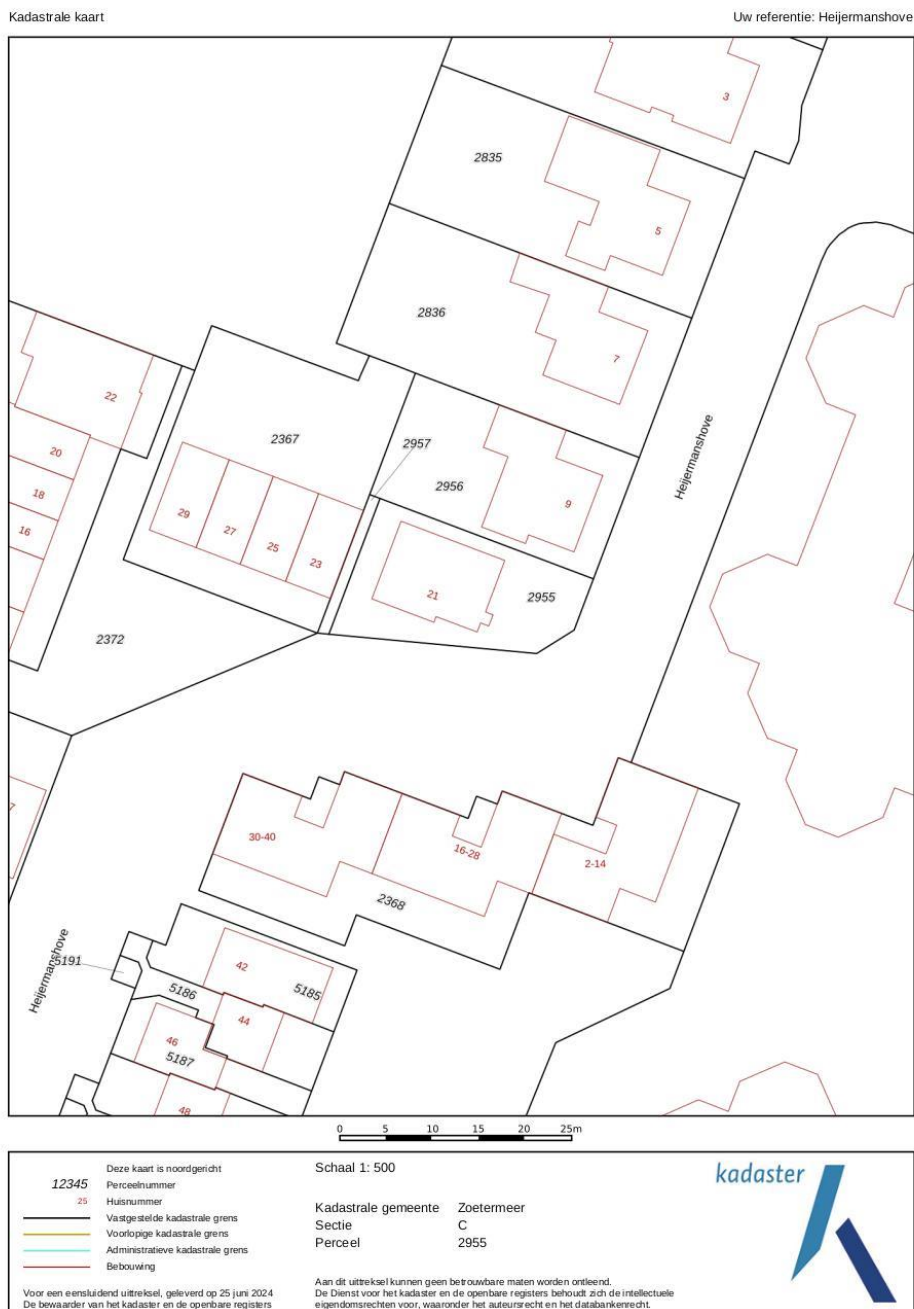 Kadastrale kaart
Uw referentie: Heijermanshove
3
2835
5
2836
7
22
2367
2957
20
2956
18
29
27
25
23
9
16
21
2955
2372
Heijermanshove
7
30-40
16-28
2-14
2368
Heijermanshove
5191
42
5186
5185
44
46
5187
48
0 5 10 15 20 25m
Deze kaart is noordgericht
12345 Perceelnummer
25 Huisnummer
Vastgestelde kadastrale grens
Voorlopige kadastrale grens
Administratieve kadastrale grens
Bebouwing
Voor een eensluidend uittreksel, geleverd op 25 juni 2024
De bewaarder van het kadaster en de openbare registers
Schaal 1: 500
Kadastrale gemeente Zoetermeer
Sectie C
Perceel 2955
Aan dit uittreksel kunnen geen betrouwbare maten worden ontleend.
De Dienst voor het kadaster en de openbare registers behoudt zich de intellectuele
eigendomsrechten voor, waaronder het auteursrecht en het databankenrecht.
kadaster